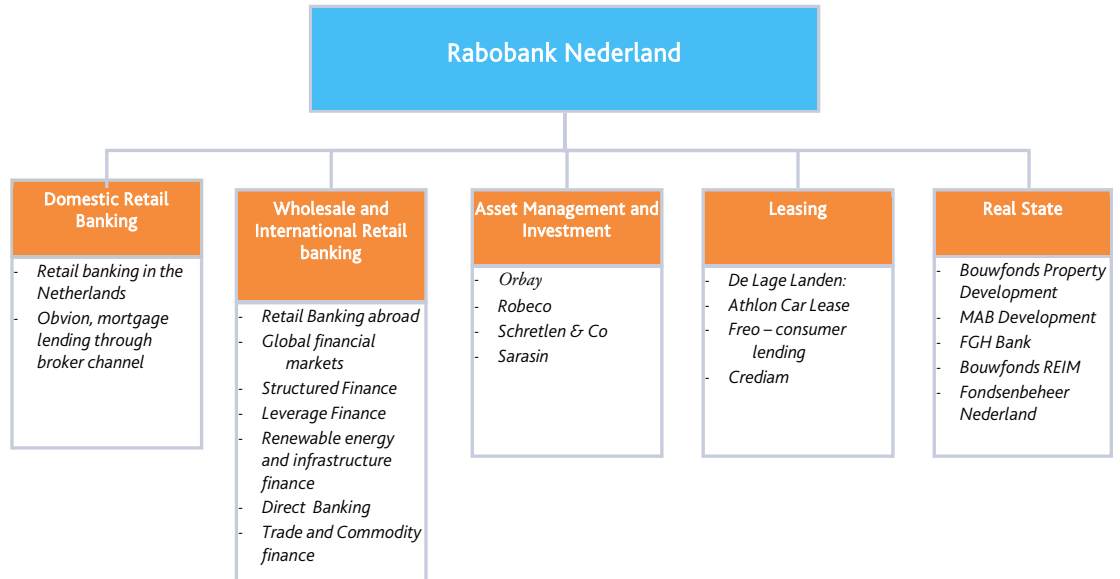 Rabobank Nederland
Domestic Retail
Banking
- Retail banking in the
Netherlands
- Obvion, mortgage
lending through
broker channel
Wholesale and
International Retail
banking
- Retail Banking abroad
- Global financial
markets
- Structured Finance
- Leverage Finance
- Renewable energy
and infrastructure
finance
- Direct Banking
- Trade and Commodity
finance
Asset Management and
Investment
- Orbay
- Robeco
- Schretlen & Co
- Sarasin
Leasing
- De Lage Landen:
- Athlon Car Lease
- Freo – consumer
lending
- Crediam
Real State
- Bouwfonds Property
Development
- MAB Development
- FGH Bank
- Bouwfonds REIM
- Fondsenbeheer
Nederland